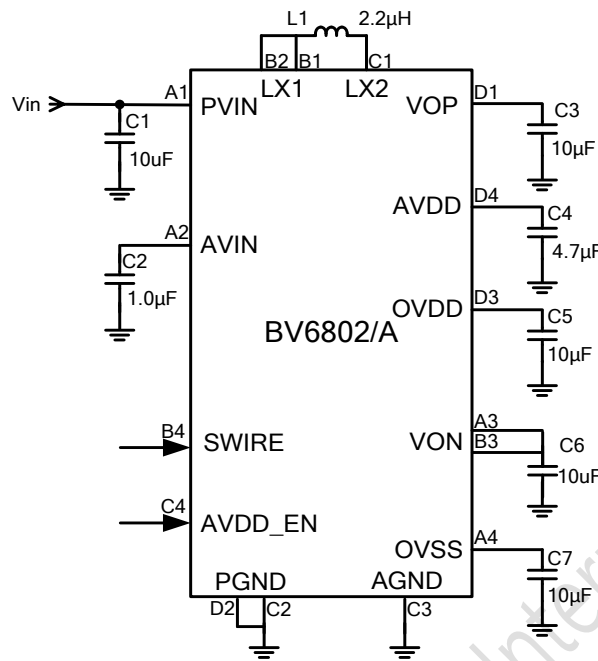 L1 2.2μH
B2 B1 C1
LX1 LX2
Vin A1 PVIN VOP D1
C1 10uF
C3 10μF
A2 AVIN AVDD D4
C2 1.0μF
C4 4.7μF
OVDD D3
BV6802/A
C5 10μF
B4 SWIRE VON A3 B3
C6 10uF
C4 AVDD_EN
OVSS A4
C7 10μF
PGND AGND
D2 C2 C3
Inter